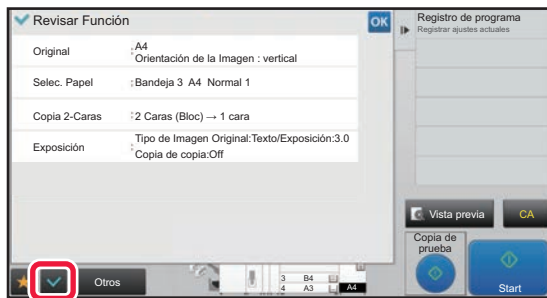 Revisar Función
OK
Original
:A4
Orientación de la Imagen : vertical
Selec. Papel
:Bandeja 3 A4 Normal 1
Copia 2-Caras
:2 Caras (Bloc) → 1 cara
Exposición
:Tipo de Imagen Original:Texto/Exposición:3.0
Copia de copia:Off
Otros
3 B4
4 A3
A4
Registro de programa
Registrar ajustes actuales
Vista previa
CA
Copia de
prueba
Start